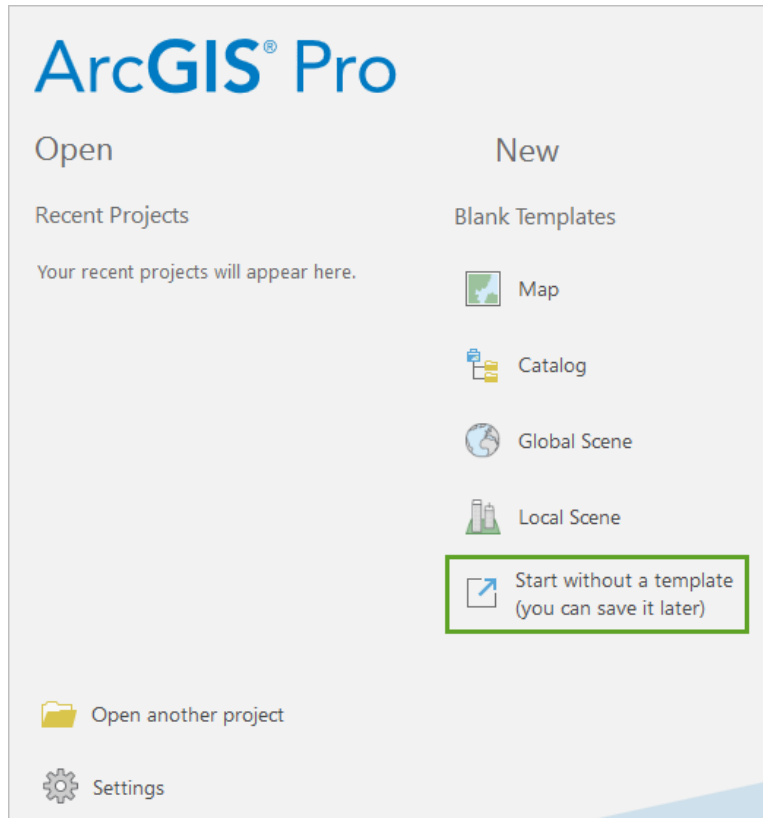 ArcGIS® Pro
Open
Recent Projects
Your recent projects will appear here.
New
Blank Templates
Map
Catalog
Global Scene
Local Scene
Start without a template
(you can save it later)
Open another project
Settings